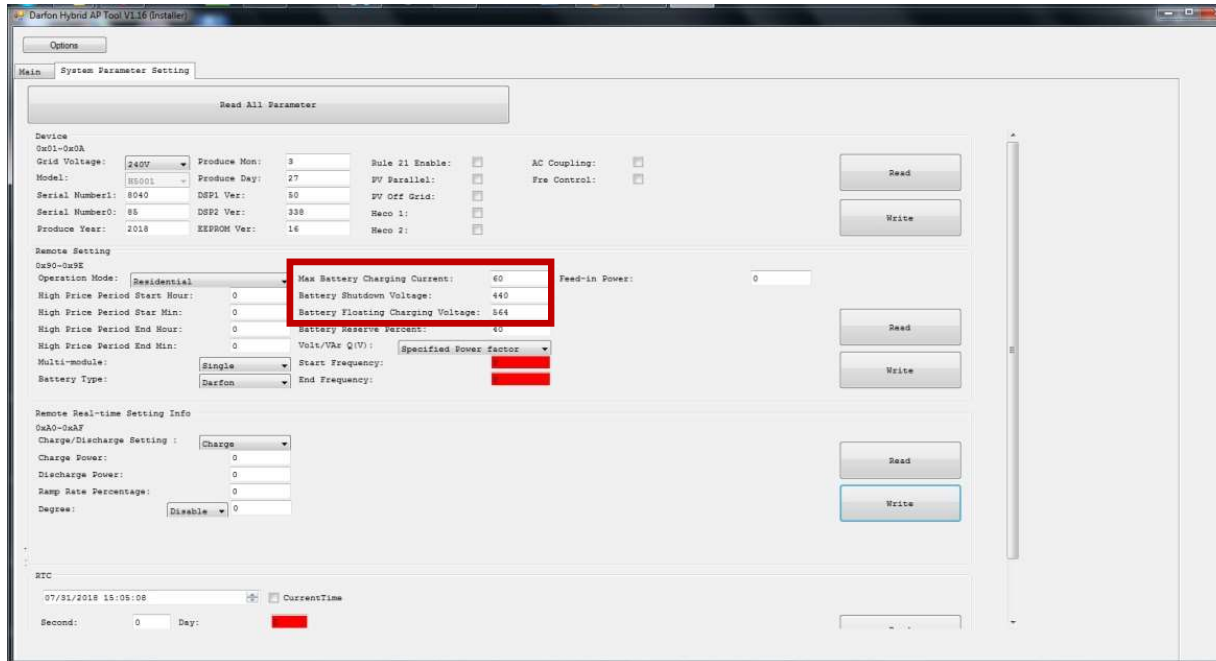 Darfon Hybrid AP Tool V1.16 (Installer)
Options
Main System Parameter Setting
Read All Parameter
Device
0x01-0x0A
Grid Voltage: 240V Produce Mon: 3 Rule 21 Enable: AC Coupling:
Model: H5001 Produce Day: 27 PV Parallel: Fre Control:
Read
Serial Number1: 8040 DSP1 Ver: 50 PV Off Grid:
Serial Number0: 85 DSP2 Ver: 338 Heco 1:
Write
Produce Year: 2018 EEPROM Ver: 16 Heco 2:
Remote Setting
0x90-0x9E
Operation Mode: Residential Max Battery Charging Current: 60 Feed-in Power: 0
High Price Period Start Hour: 0 Battery Shutdown Voltage: 440
High Price Period Star Min: 0 Battery Floating Charging Voltage: 564
High Price Period End Hour: 0 Battery Reserve Percent: 40
Read
High Price Period End Min: 0 Volt/VAr Q(V): Specified Power factor
Multi-module: Single Start Frequency:
Write
Battery Type: Darfon End Frequency:
Remote Real-time Setting Info
0xA0-0xAF
Charge/Discharge Setting : Charge
Charge Power: 0
Read
Discharge Power: 0
Ramp Rate Percentage: 0
Write
Degree: Disable 0
RTC
07/31/2018 15:05:08 CurrentTime
Second: 0 Day: